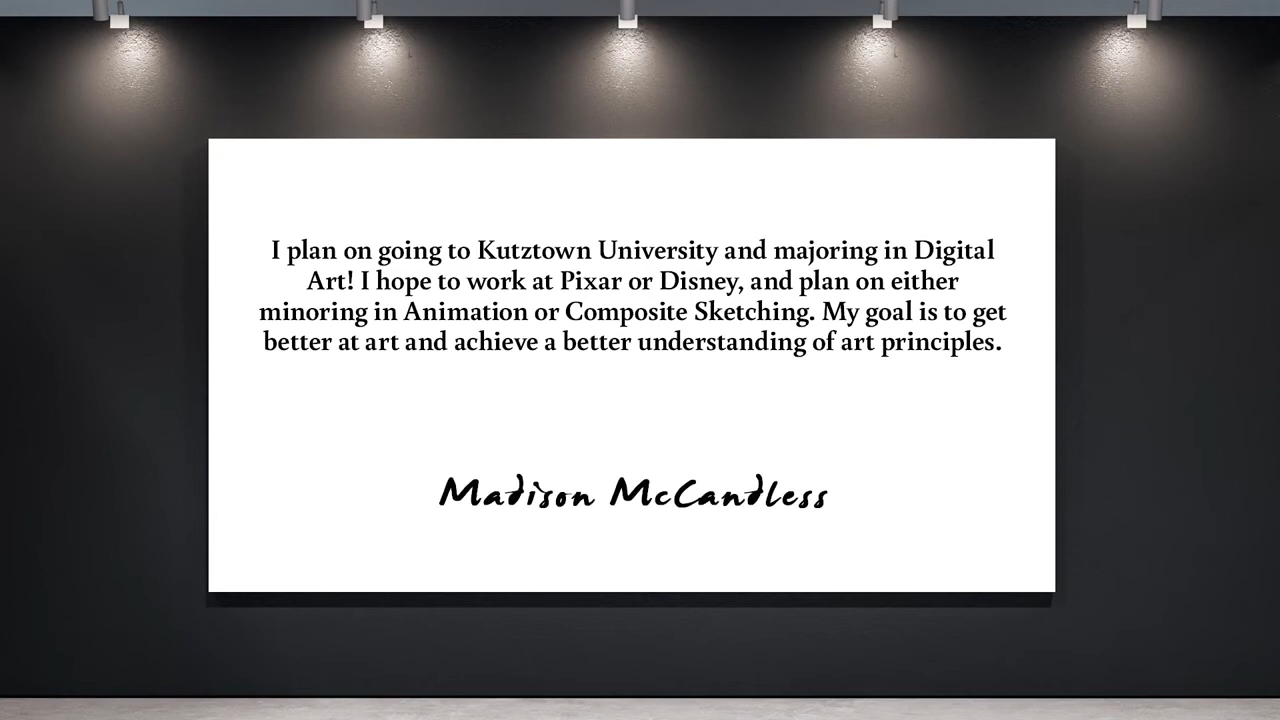 I plan on going to Kutztown University and majoring in Digital
Art! I hope to work at Pixar or Disney, and plan on either
minoring in Animation or Composite Sketching. My goal is to get
better at art and achieve a better understanding of art principles.
Madison McCandless